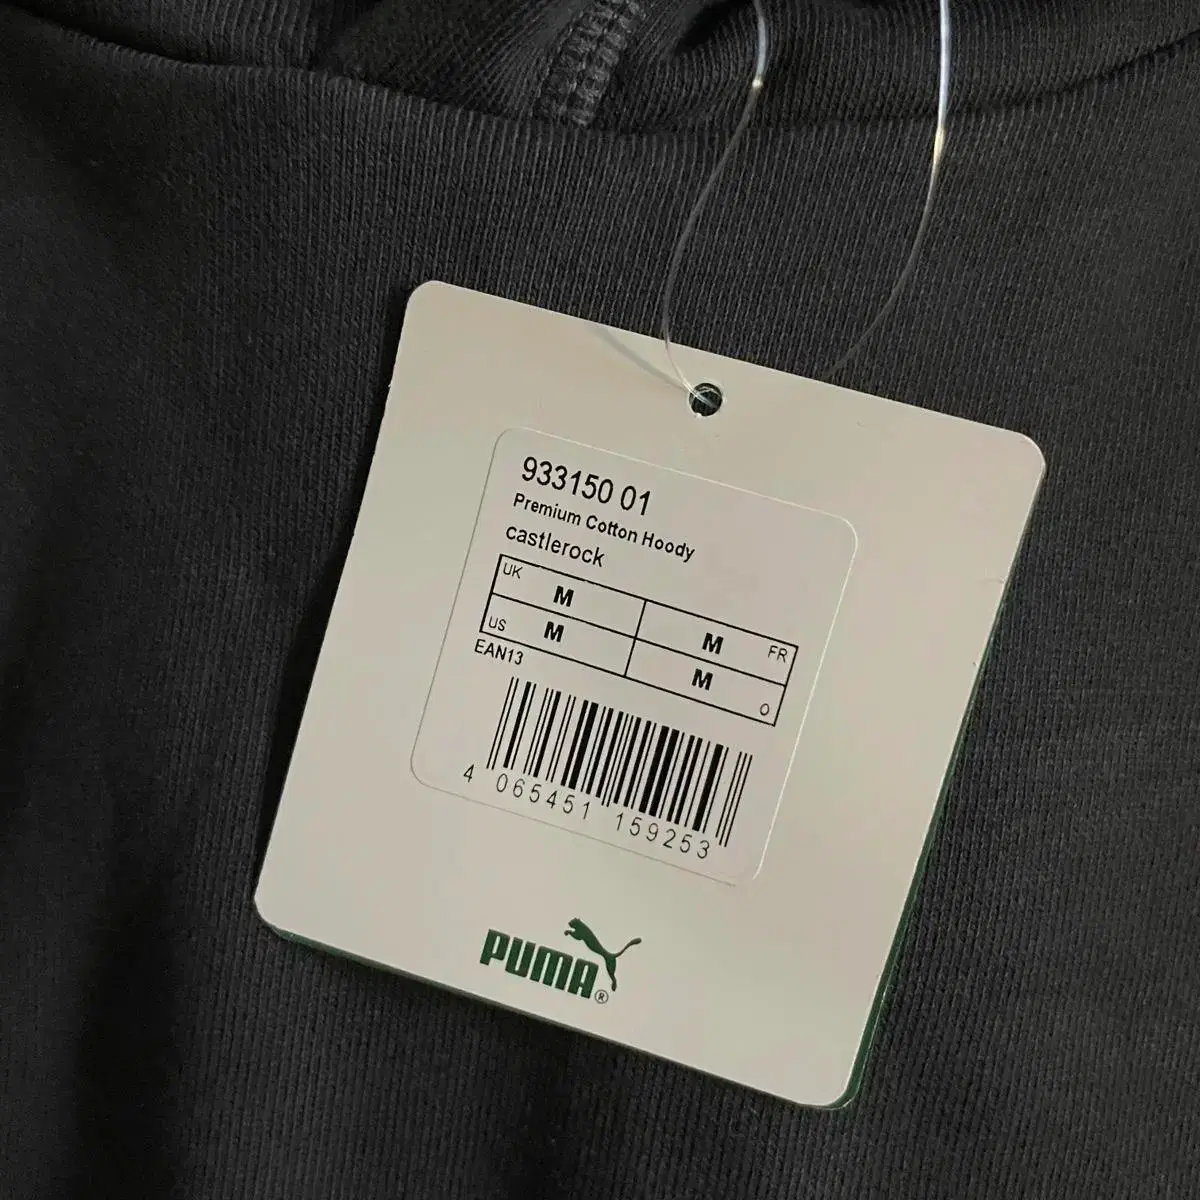 933150 01
Premium Cotton Hoody
castlerock
UK M M FR
US M M O
EAN13
4 065451 159253
PUMA®